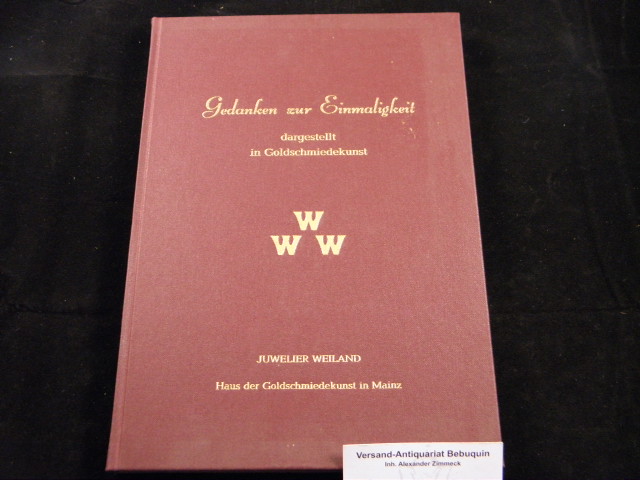 Gedanken zur Einmaligkeit
dargestellt
in Goldschmiedekunst
W
W W
JUWELIER WEILAND
Haus der Goldschmiedekunst in Mainz
Versand-Antiquariat Bebuquin
Inh. Alexander Zimmeck